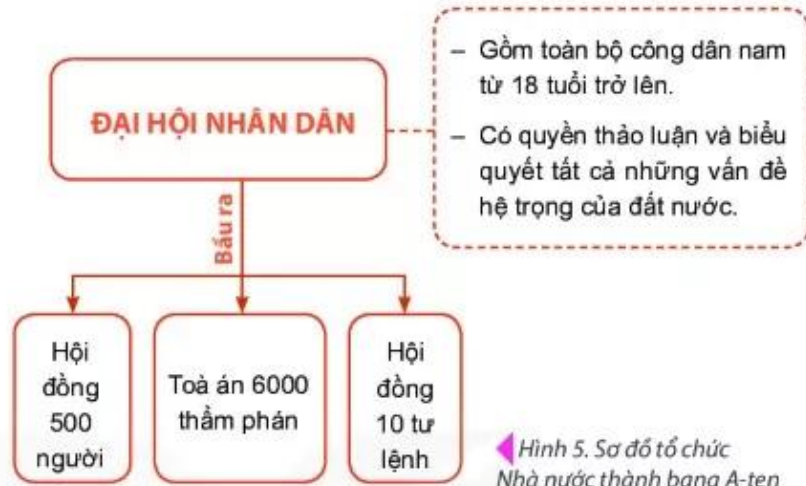 – Gồm toàn bộ công dân nam
từ 18 tuổi trở lên.
– Có quyền thảo luận và biểu
quyết tất cả những vấn đề
hệ trọng của đất nước.
ĐẠI HỘI NHÂN DÂN
Bầu ra
Hội
đồng
500
người
Toà án 6000
thẩm phán
Hội
đồng
10 tư
lệnh
Hình 5. Sơ đồ tổ chức
Nhà nước thành bang A-ten